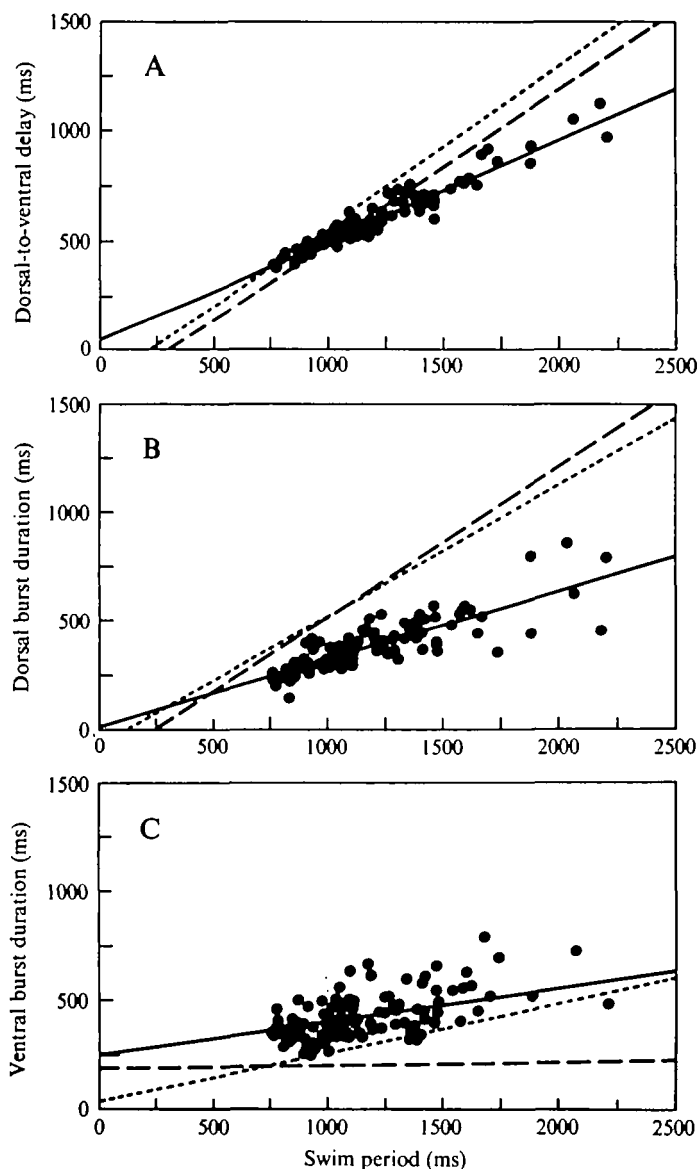 1500
A
1000
500
0
Dorsal-to-ventral delay (ms)
0 500 1000 1500 2000 2500
1500
B
1000
500
0
Dorsal burst duration (ms)
0 500 1000 1500 2000 2500
1500
C
1000
500
0
Ventral burst duration (ms)
0 500 1000 1500 2000 2500
Swim period (ms)